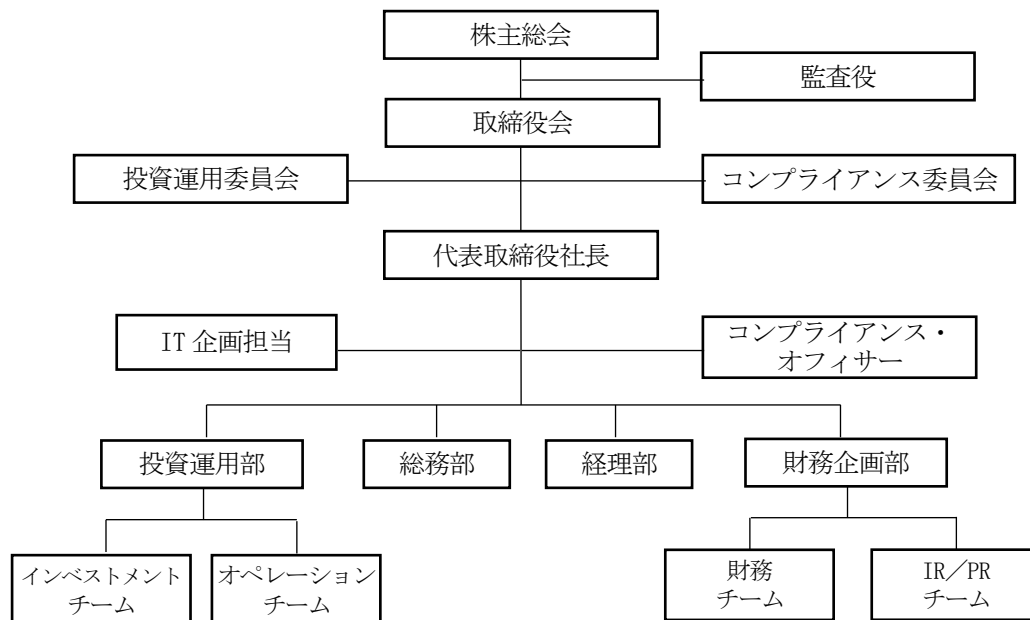 株主総会
監査役
取締役会
投資運用委員会
コンプライアンス委員会
代表取締役社長
IT 企画担当
コンプライアンス・
オフィサー
投資運用部
総務部
経理部
財務企画部
インベストメント
チーム
オペレーション
チーム
財務
チーム
IR／PR
チーム